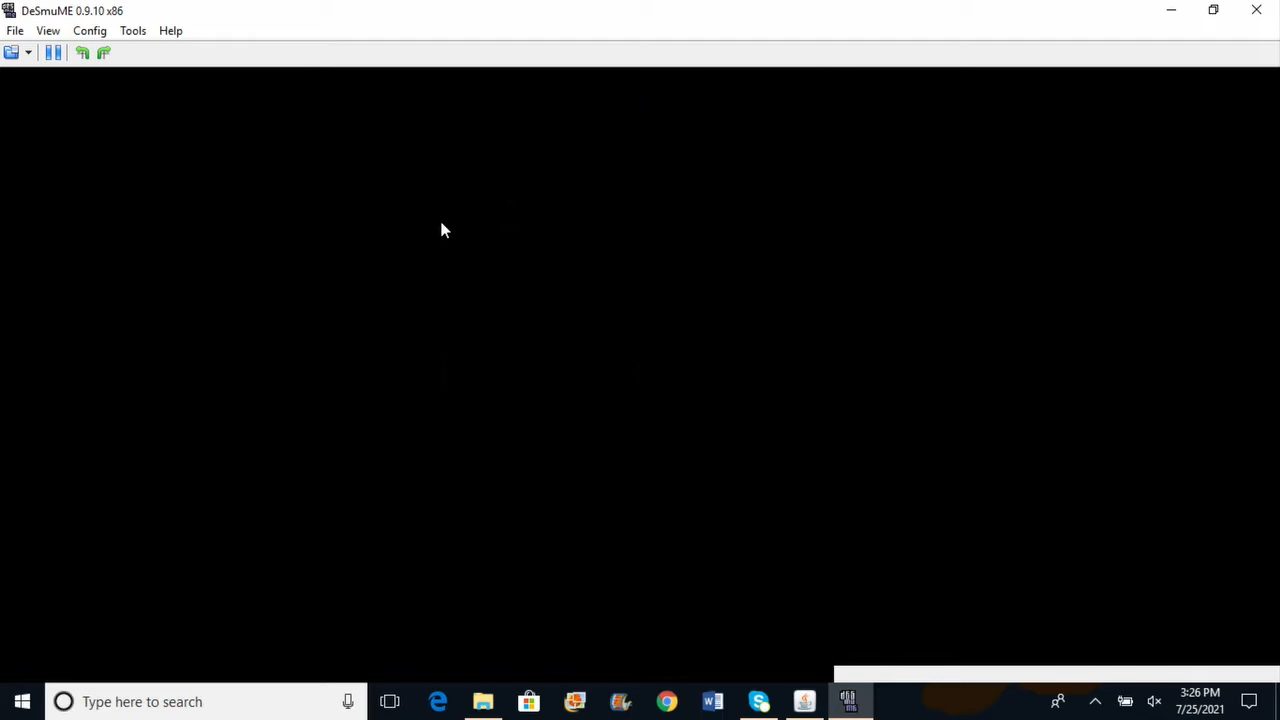 DeSmuME 0.9.10 x86
File View Config Tools Help
Type here to search
3:26 PM
7/25/2021